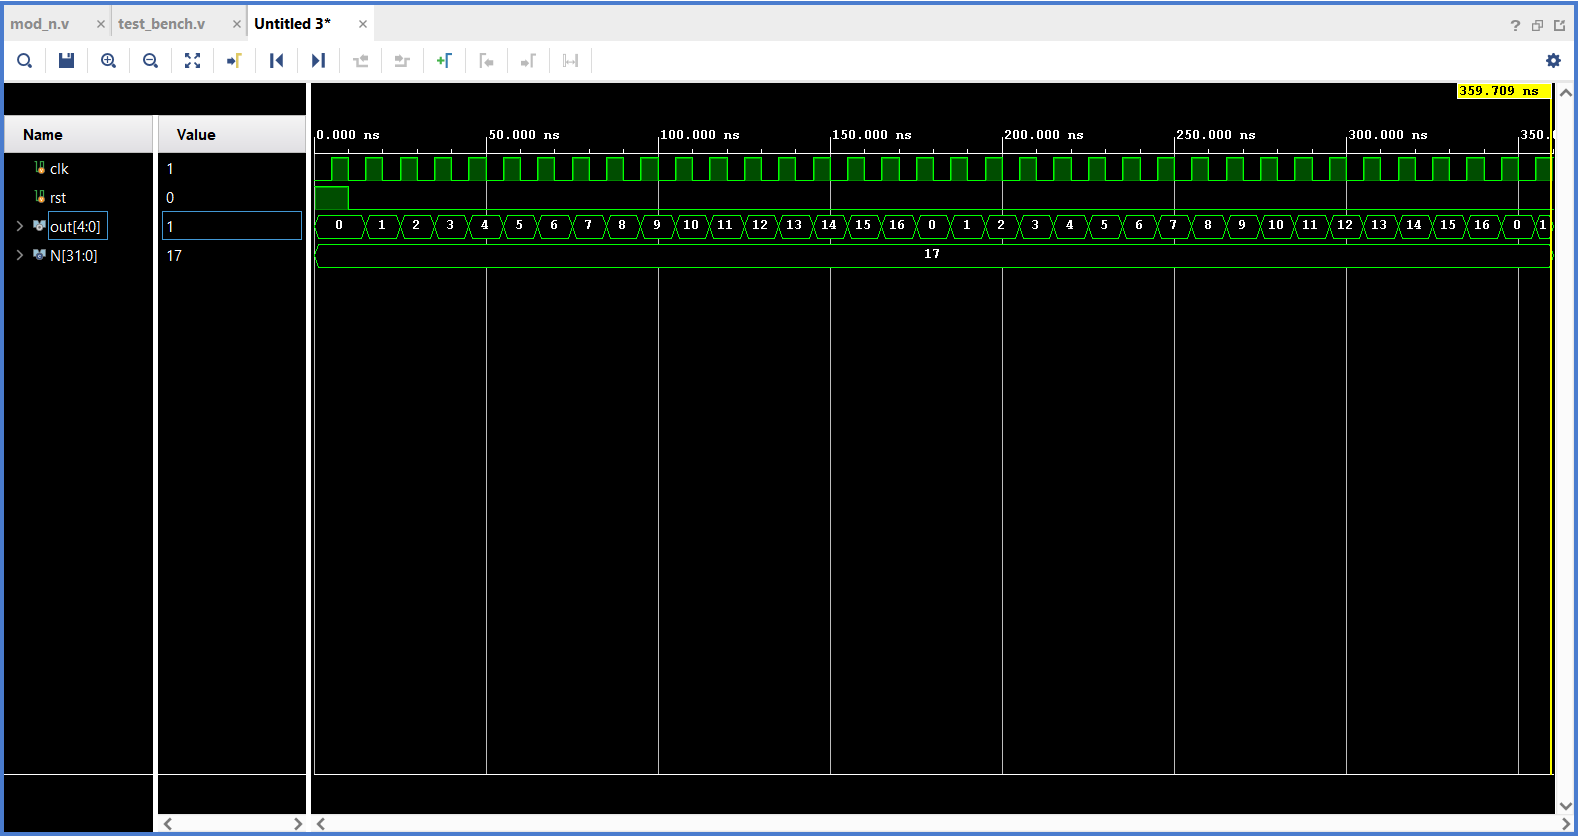 mod_n.v × test_bench.v × Untitled 3* ×
?
359.709 ns
Name Value
0.000 ns 50.000 ns 100.000 ns 150.000 ns 200.000 ns 250.000 ns 300.000 ns 350.
clk 1
rst 0
out[4:0] 1 0 1 2 3 4 5 6 7 8 9 10 11 12 13 14 15 16 0 1 2 3 4 5 6 7 8 9 10 11 12 13 14 15 16 0 1
N[31:0] 17 17